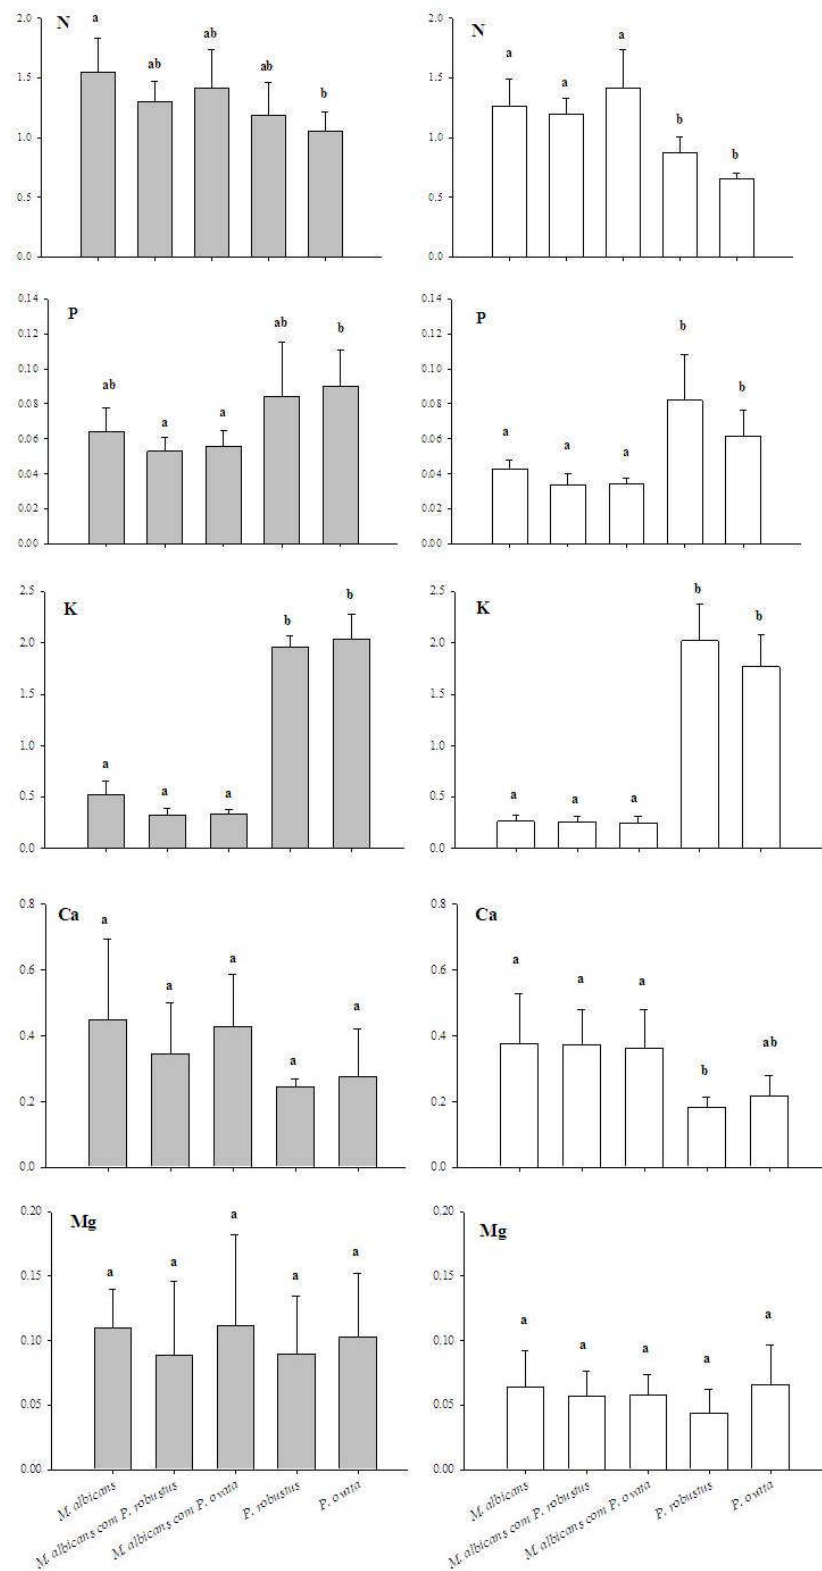 N
2.0
1.5
1.0
0.5
0.0
a
ab
ab
ab
b
N
2.0
1.5
1.0
0.5
0.0
a
a
a
b
b
P
0.14
0.12
0.10
0.08
0.06
0.04
0.02
0.00
ab
a
a
ab
b
P
0.14
0.12
0.10
0.08
0.06
0.04
0.02
0.00
a
a
a
b
b
K
2.5
2.0
1.5
1.0
0.5
0.0
a
a
a
b
b
K
2.5
2.0
1.5
1.0
0.5
0.0
a
a
a
b
b
Ca
0.8
0.6
0.4
0.2
0.0
a
a
a
a
a
Ca
0.8
0.6
0.4
0.2
0.0
a
a
a
b
ab
Mg
0.20
0.15
0.10
0.05
0.00
a
a
a
a
a
M. albicans
M. albicans com P. robustus
M. albicans com P. ovata
P. robustus
P. ovata
Mg
0.20
0.15
0.10
0.05
0.00
a
a
a
a
a
M. albicans
M. albicans com P. robustus
M. albicans com P. ovata
P. robustus
P. ovata